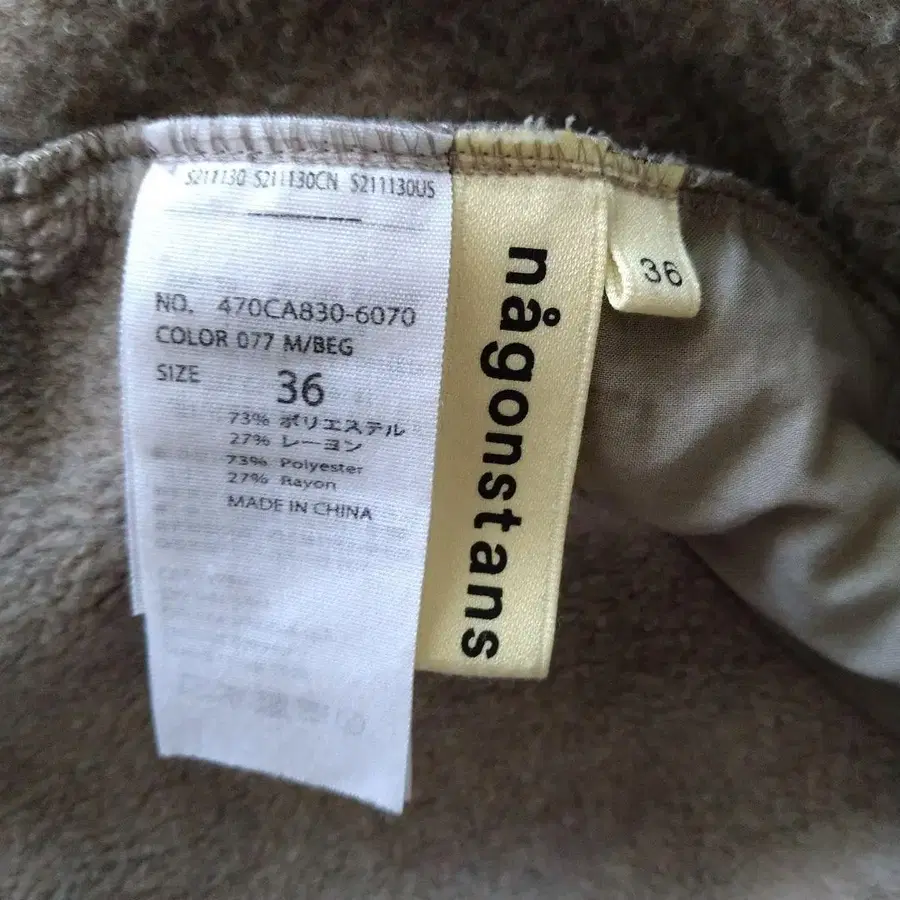 S211130 S211130CN S211130US
NO. 470CA830-6070
COLOR 077 M/BEG
SIZE 36
73% ポリエステル
27% レーヨン
73% Polyester
27% Rayon
MADE IN CHINA
någonstans
36